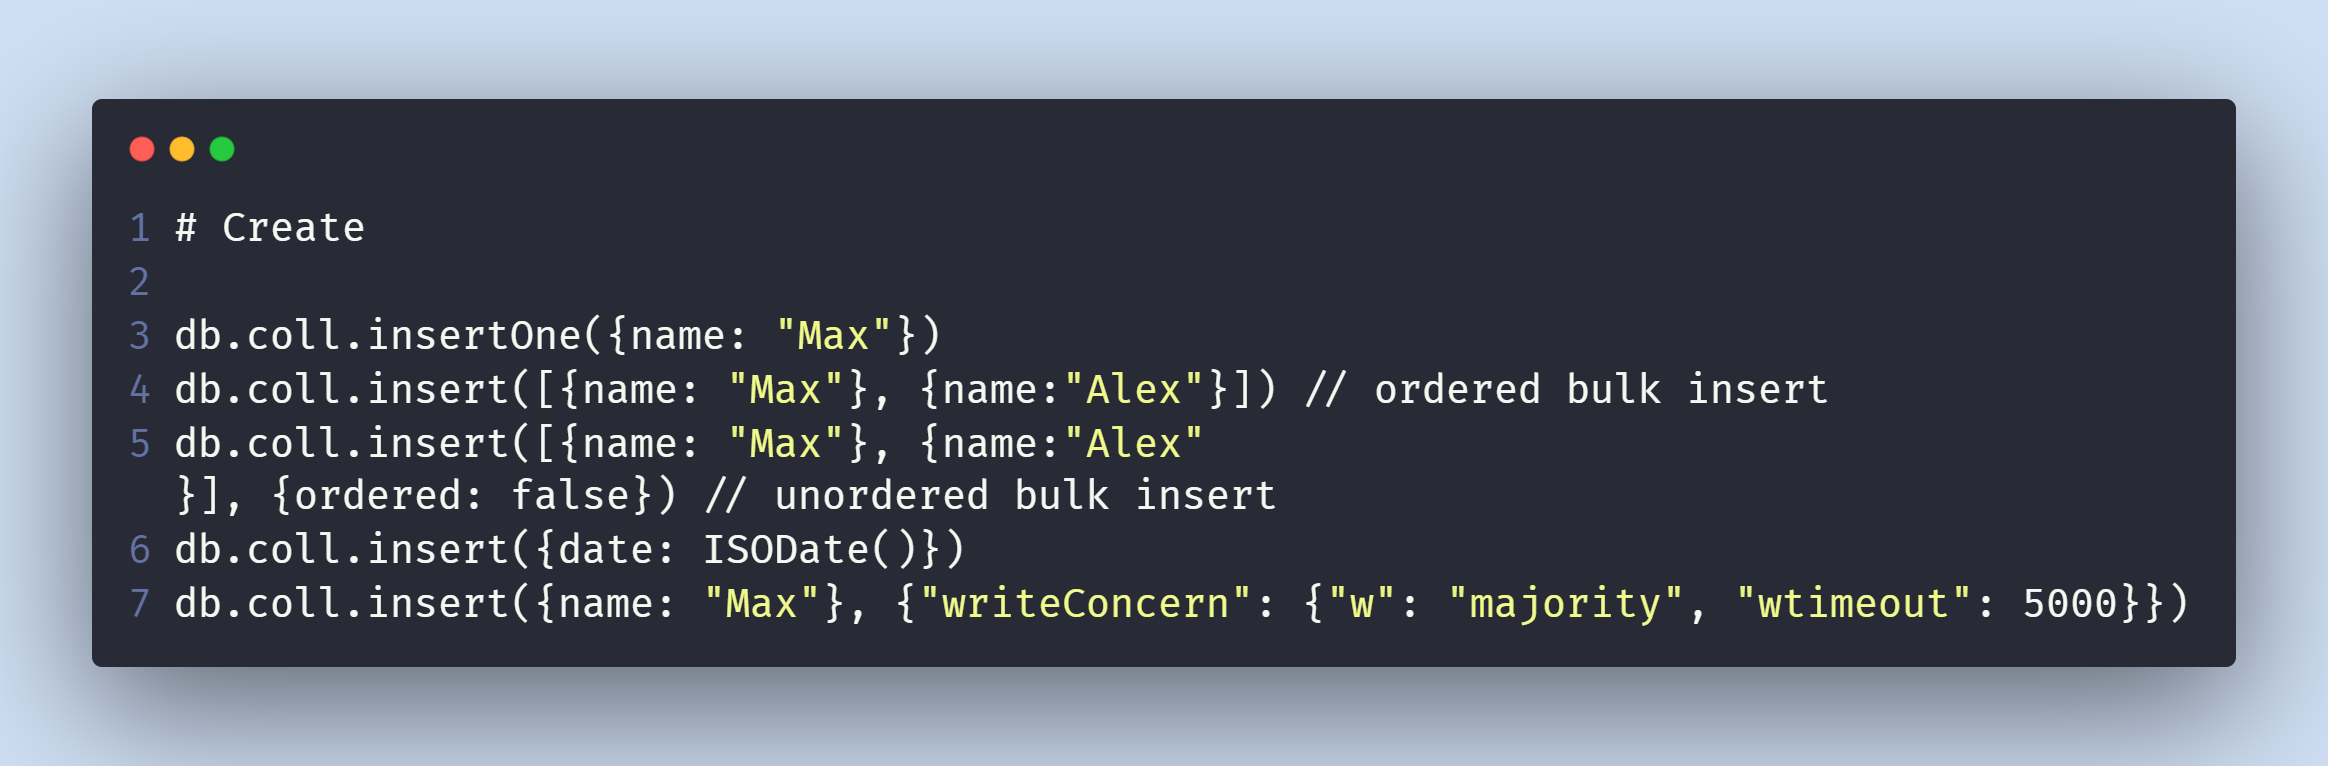 1 # Create
2
3 db.coll.insertOne({name: "Max"})
4 db.coll.insert([{name: "Max"}, {name:"Alex"}]) // ordered bulk insert
5 db.coll.insert([{name: "Max"}, {name:"Alex"
}], {ordered: false}) // unordered bulk insert
6 db.coll.insert({date: ISODate()})
7 db.coll.insert({name: "Max"}, {"writeConcern": {"w": "majority", "wtimeout": 5000}})